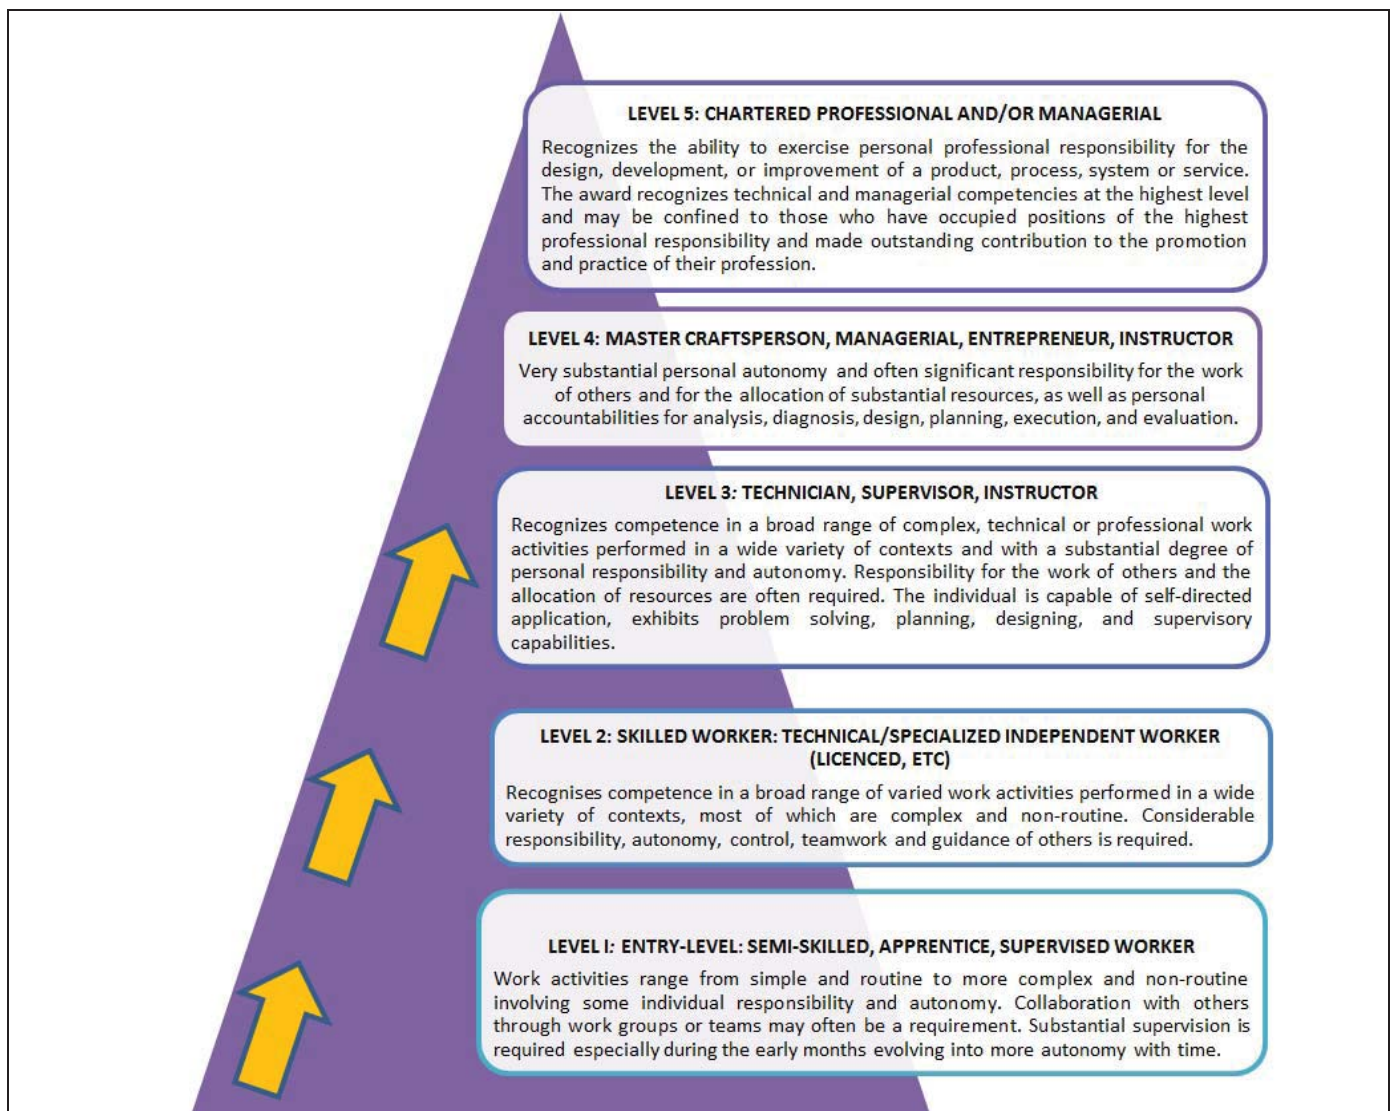 LEVEL 5: CHARTERED PROFESSIONAL AND/OR MANAGERIAL
Recognizes the ability to exercise personal professional responsibility for the
design, development, or improvement of a product, process, system or service.
The award recognizes technical and managerial competencies at the highest level
and may be confined to those who have occupied positions of the highest
professional responsibility and made outstanding contribution to the promotion
and practice of their profession.
LEVEL 4: MASTER CRAFTSPERSON, MANAGERIAL, ENTREPRENEUR, INSTRUCTOR
Very substantial personal autonomy and often significant responsibility for the work
of others and for the allocation of substantial resources, as well as personal
accountabilities for analysis, diagnosis, design, planning, execution, and evaluation.
LEVEL 3: TECHNICIAN, SUPERVISOR, INSTRUCTOR
Recognizes competence in a broad range of complex, technical or professional work
activities performed in a wide variety of contexts and with a substantial degree of
personal responsibility and autonomy. Responsibility for the work of others and the
allocation of resources are often required. The individual is capable of self-directed
application, exhibits problem solving, planning, designing, and supervisory
capabilities.
LEVEL 2: SKILLED WORKER: TECHNICAL/SPECIALIZED INDEPENDENT WORKER
(LICENCED, ETC)
Recognises competence in a broad range of varied work activities performed in a wide
variety of contexts, most of which are complex and non-routine. Considerable
responsibility, autonomy, control, teamwork and guidance of others is required.
LEVEL I: ENTRY-LEVEL: SEMI-SKILLED, APPRENTICE, SUPERVISED WORKER
Work activities range from simple and routine to more complex and non-routine
involving some individual responsibility and autonomy. Collaboration with others
through work groups or teams may often be a requirement. Substantial supervision is
required especially during the early months evolving into more autonomy with time.